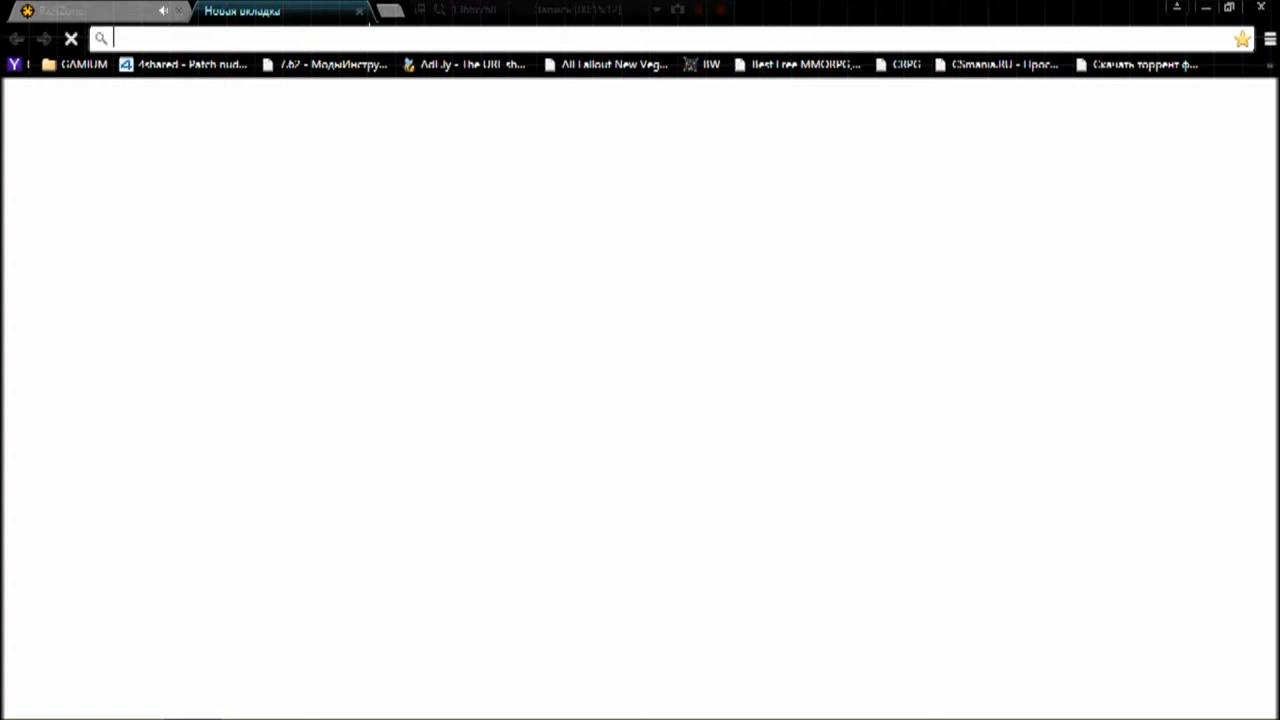 Новая вкладка
Y GAMIUM 4shared - Patch nud... 7.62 - МодыИнстру... AdF.ly - The URL sh... All Fallout New Veg... BW Best Free MMORPG,... CRPG CSmania.RU - Прос... Скачать торрент ф...